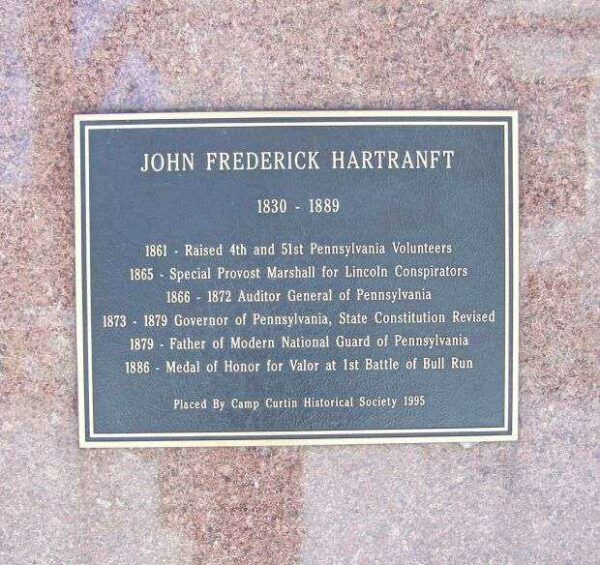 JOHN FREDERICK HARTRANFT
1830 - 1889
1861 - Raised 4th and 51st Pennsylvania Volunteers
1865 - Special Provost Marshall for Lincoln Conspirators
1866 - 1872 Auditor General of Pennsylvania
1873 - 1879 Governor of Pennsylvania, State Constitution Revised
1879 - Father of Modern National Guard of Pennsylvania
1886 - Medal of Honor for Valor at 1st Battle of Bull Run
Placed By Camp Curtin Historical Society 1995